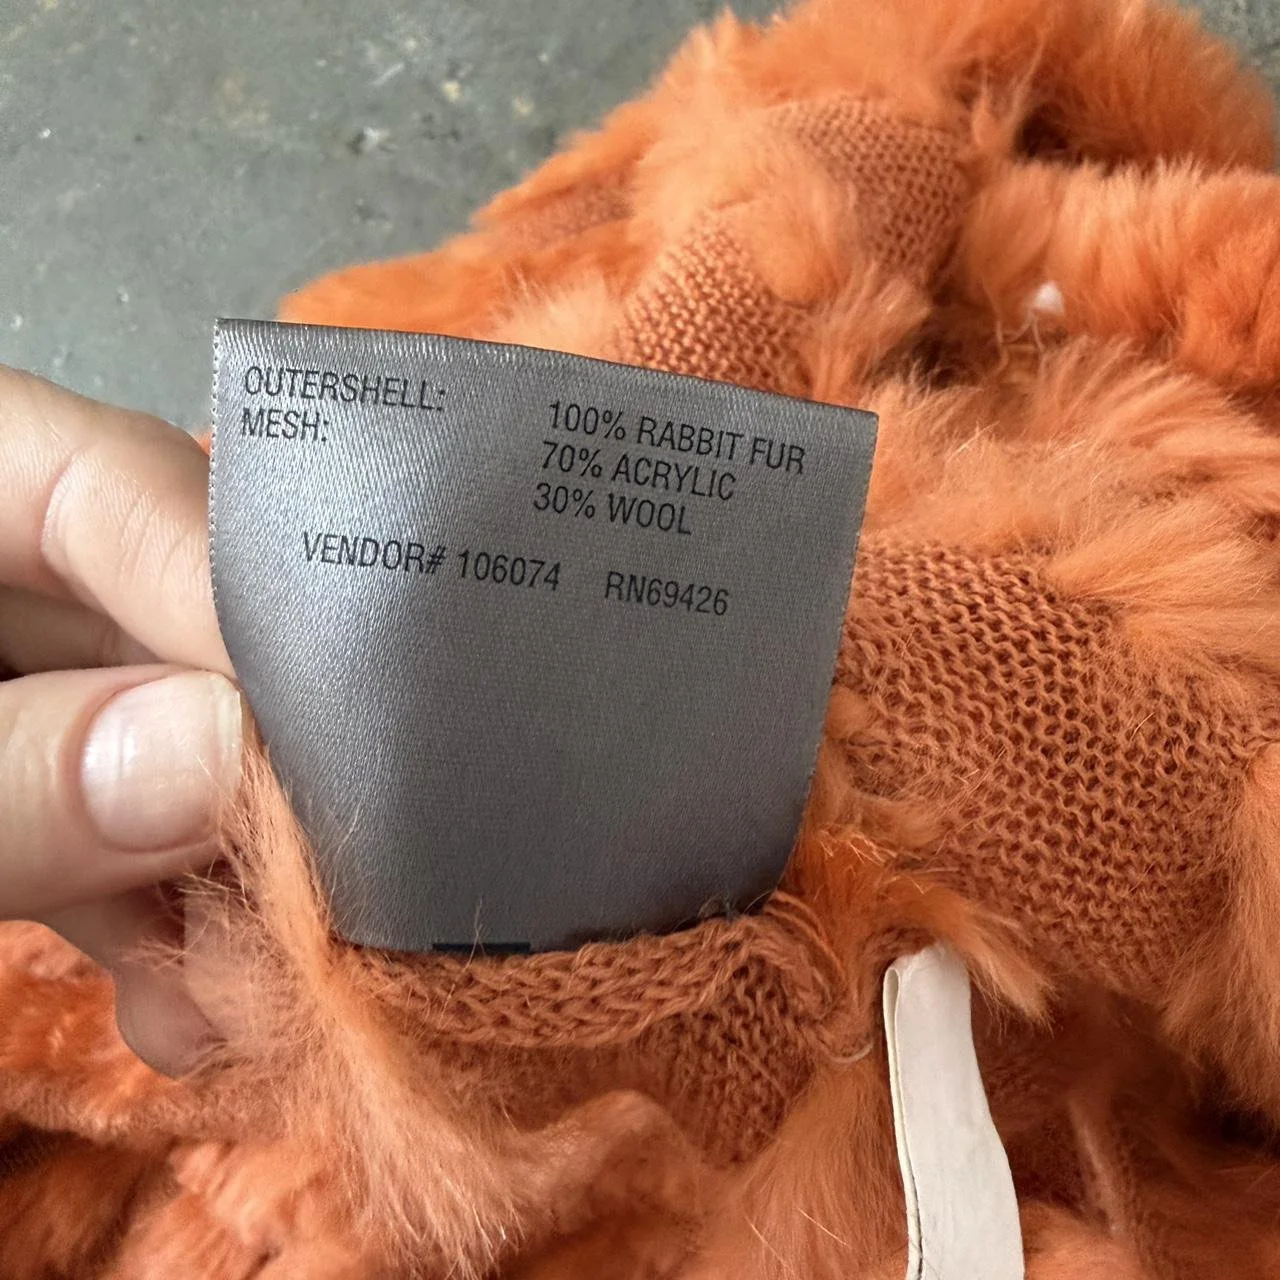 OUTERSHELL: 100% RABBIT FUR
MESH: 70% ACRYLIC
30% WOOL
VENDOR# 106074 RN69426